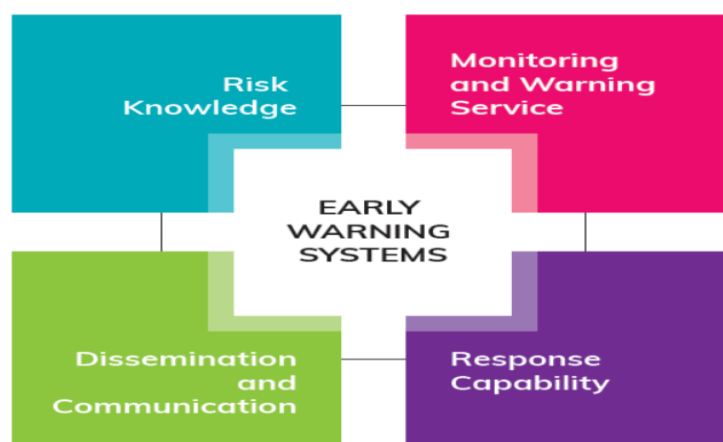 Risk
Knowledge
Monitoring
and Warning
Service
EARLY
WARNING
SYSTEMS
Dissemination
and
Communication
Response
Capability